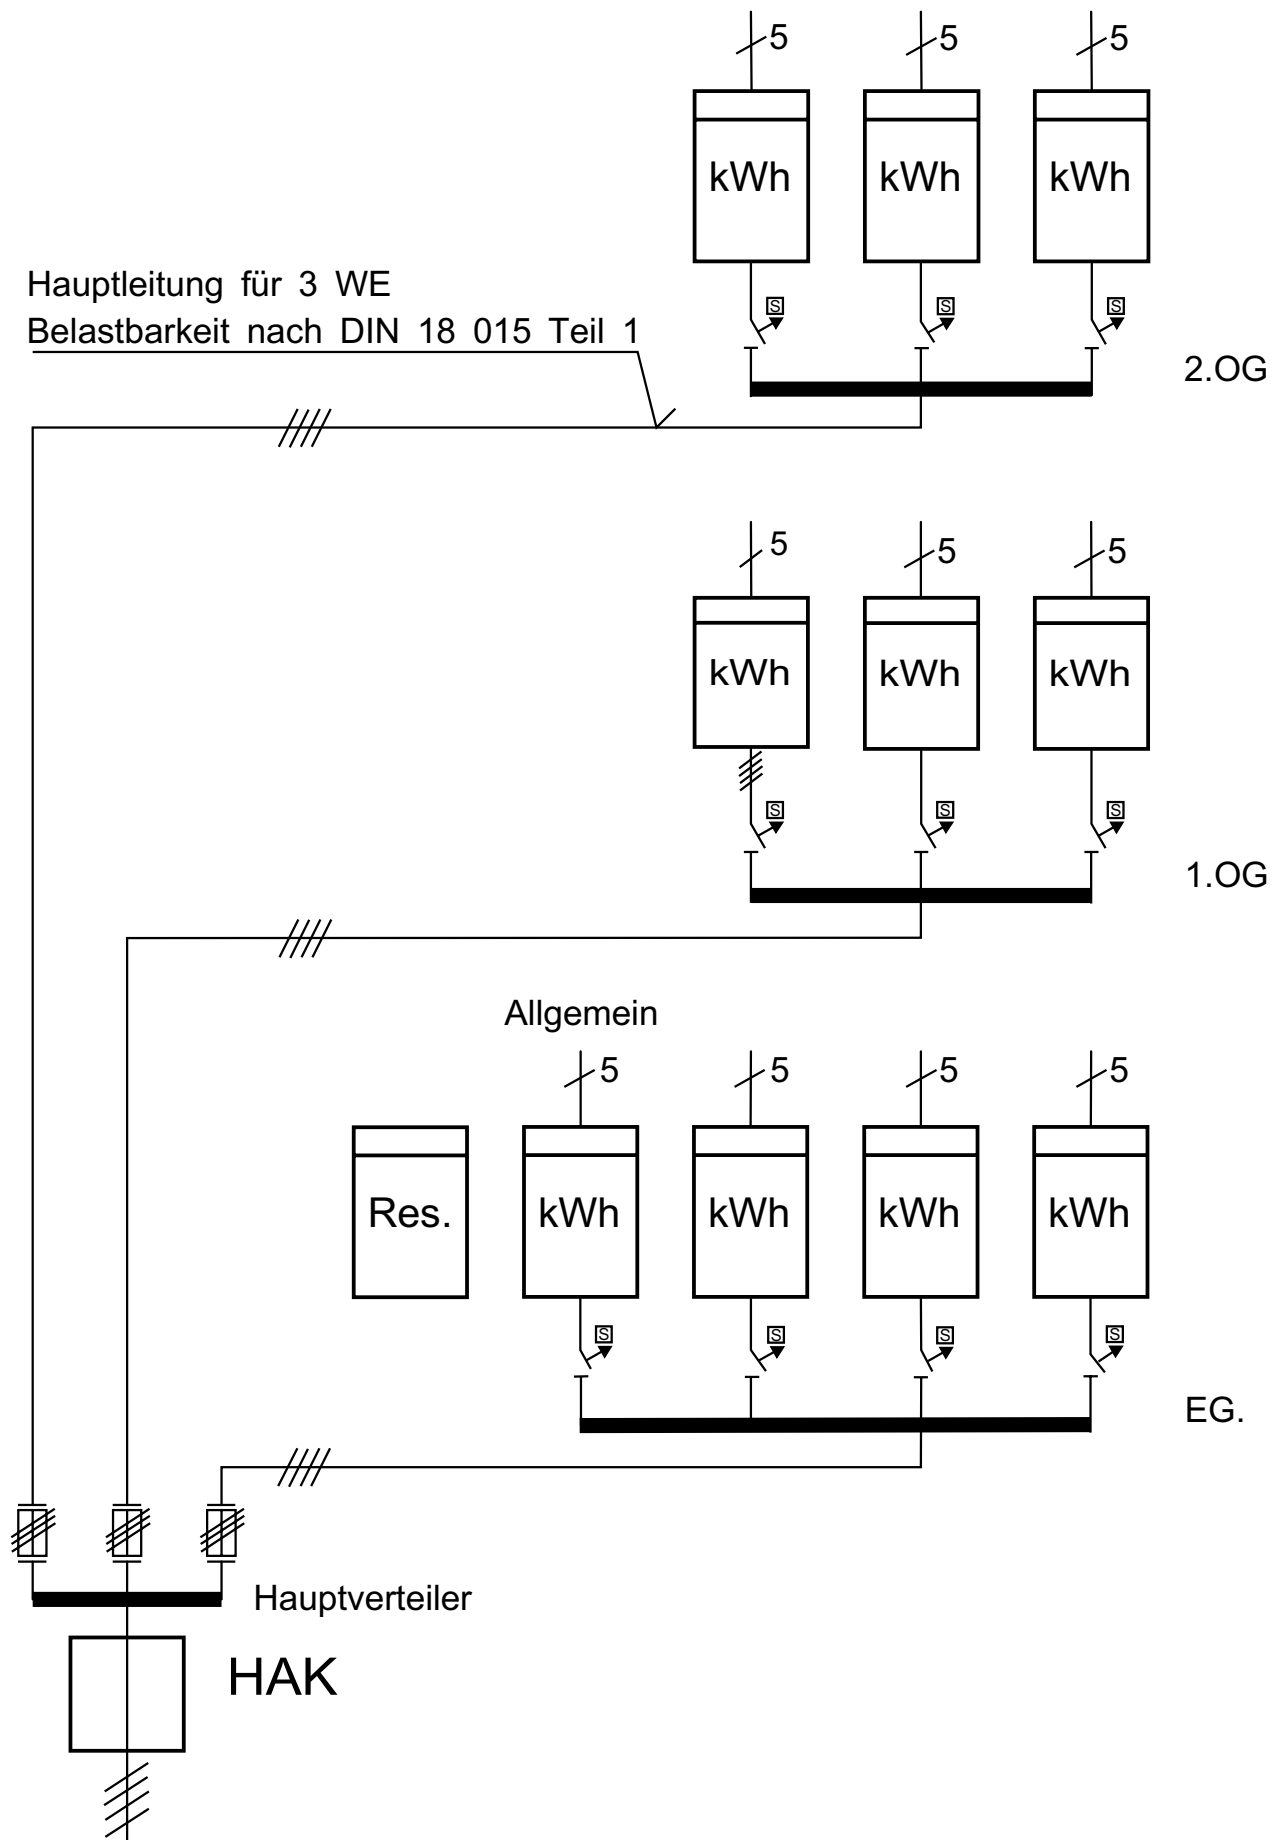 5 5 5
kWh kWh kWh
Hauptleitung für 3 WE
Belastbarkeit nach DIN 18 015 Teil 1
S S S
2.OG
5 5 5
kWh kWh kWh
S S S
1.OG
Allgemein
5 5 5 5
Res. kWh kWh kWh kWh
S S S S
EG.
Hauptverteiler
HAK